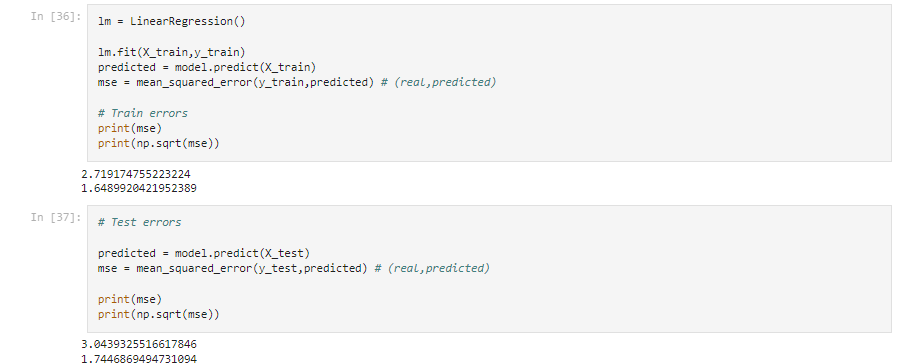 In [36]:
lm = LinearRegression()
lm.fit(X_train,y_train)
predicted = model.predict(X_train)
mse = mean_squared_error(y_train,predicted) # (real,predicted)
# Train errors
print(mse)
print(np.sqrt(mse))
2.719174755223224
1.6489920421952389
In [37]:
# Test errors
predicted = model.predict(X_test)
mse = mean_squared_error(y_test,predicted) # (real,predicted)
print(mse)
print(np.sqrt(mse))
3.0439325516617846
1.7446869494731094